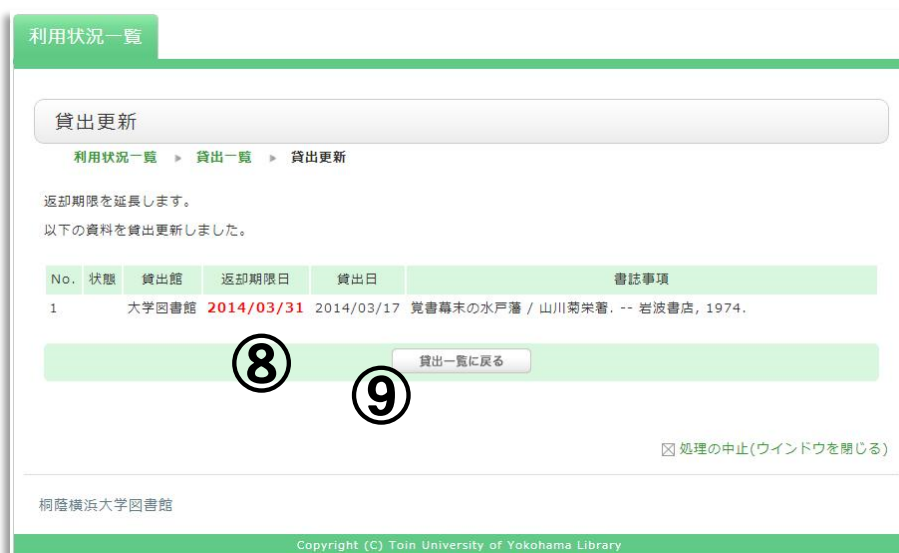 利用状況一覧
貸出更新
利用状況一覧 ▶ 貸出一覧 ▶ 貸出更新
返却期限を延長します。
以下の資料を貸出更新しました。
No. 状態 貸出館 返却期限日 貸出日 書誌事項
1 大学図書館 2014/03/31 2014/03/17 覚書幕末の水戸藩 / 山川菊栄著. -- 岩波書店, 1974.
⑧
貸出一覧に戻る
⑨
処理の中止(ウインドウを閉じる)
桐蔭横浜大学図書館
Copyright (C) Toin University of Yokohama Library